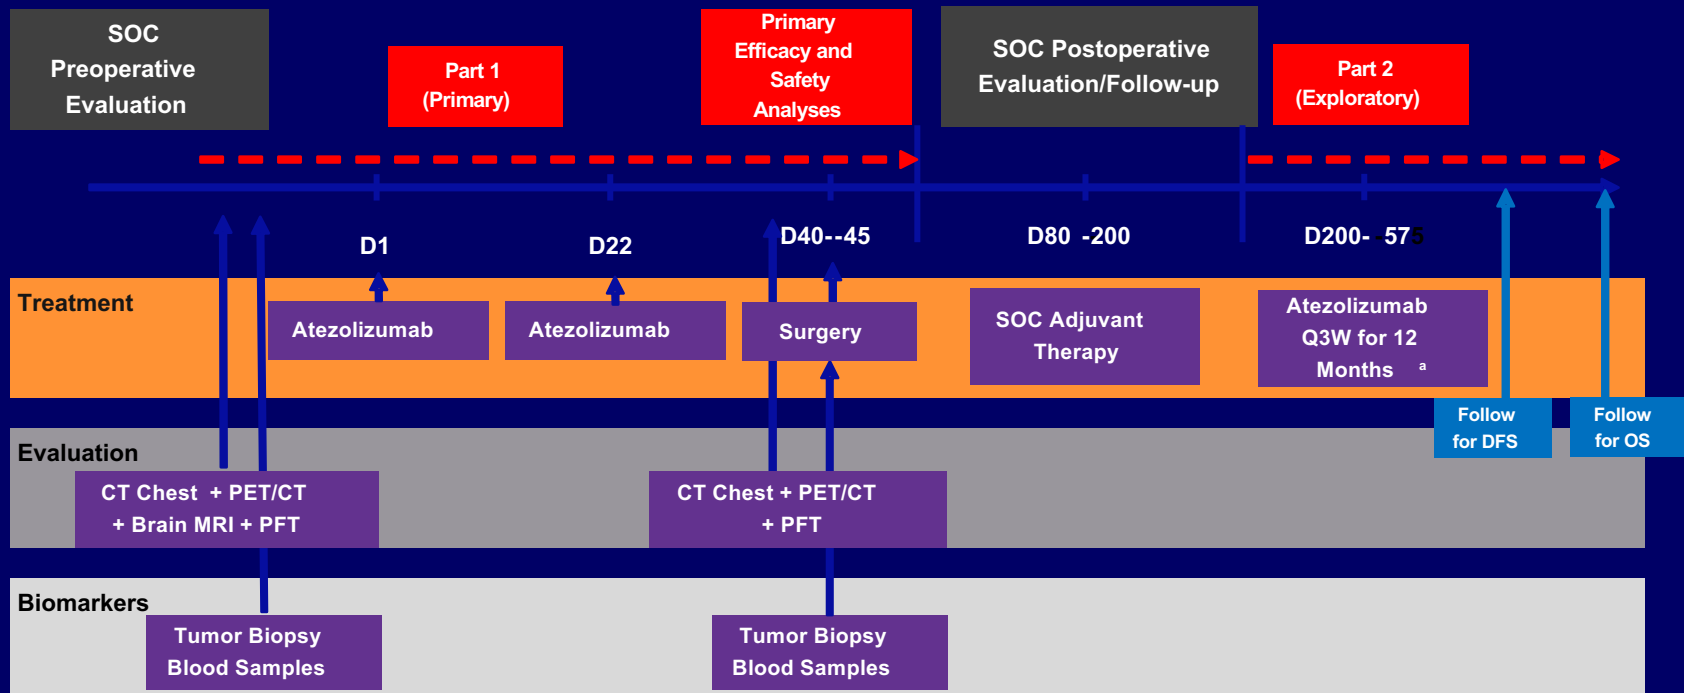 SOC
Preoperative
Evaluation
Part 1
(Primary)
Primary
Efficacy and
Safety
Analyses
SOC Postoperative
Evaluation/Follow-up
Part 2
(Exploratory)
D1
D22
D40--45
D80 -200
D200- -575
Treatment
Atezolizumab
Atezolizumab
Surgery
SOC Adjuvant
Therapy
Atezolizumab
Q3W for 12
Months a
Follow
for DFS
Follow
for OS
Evaluation
CT Chest + PET/CT
+ Brain MRI + PFT
CT Chest + PET/CT
+ PFT
Biomarkers
Tumor Biopsy
Blood Samples
Tumor Biopsy
Blood Samples